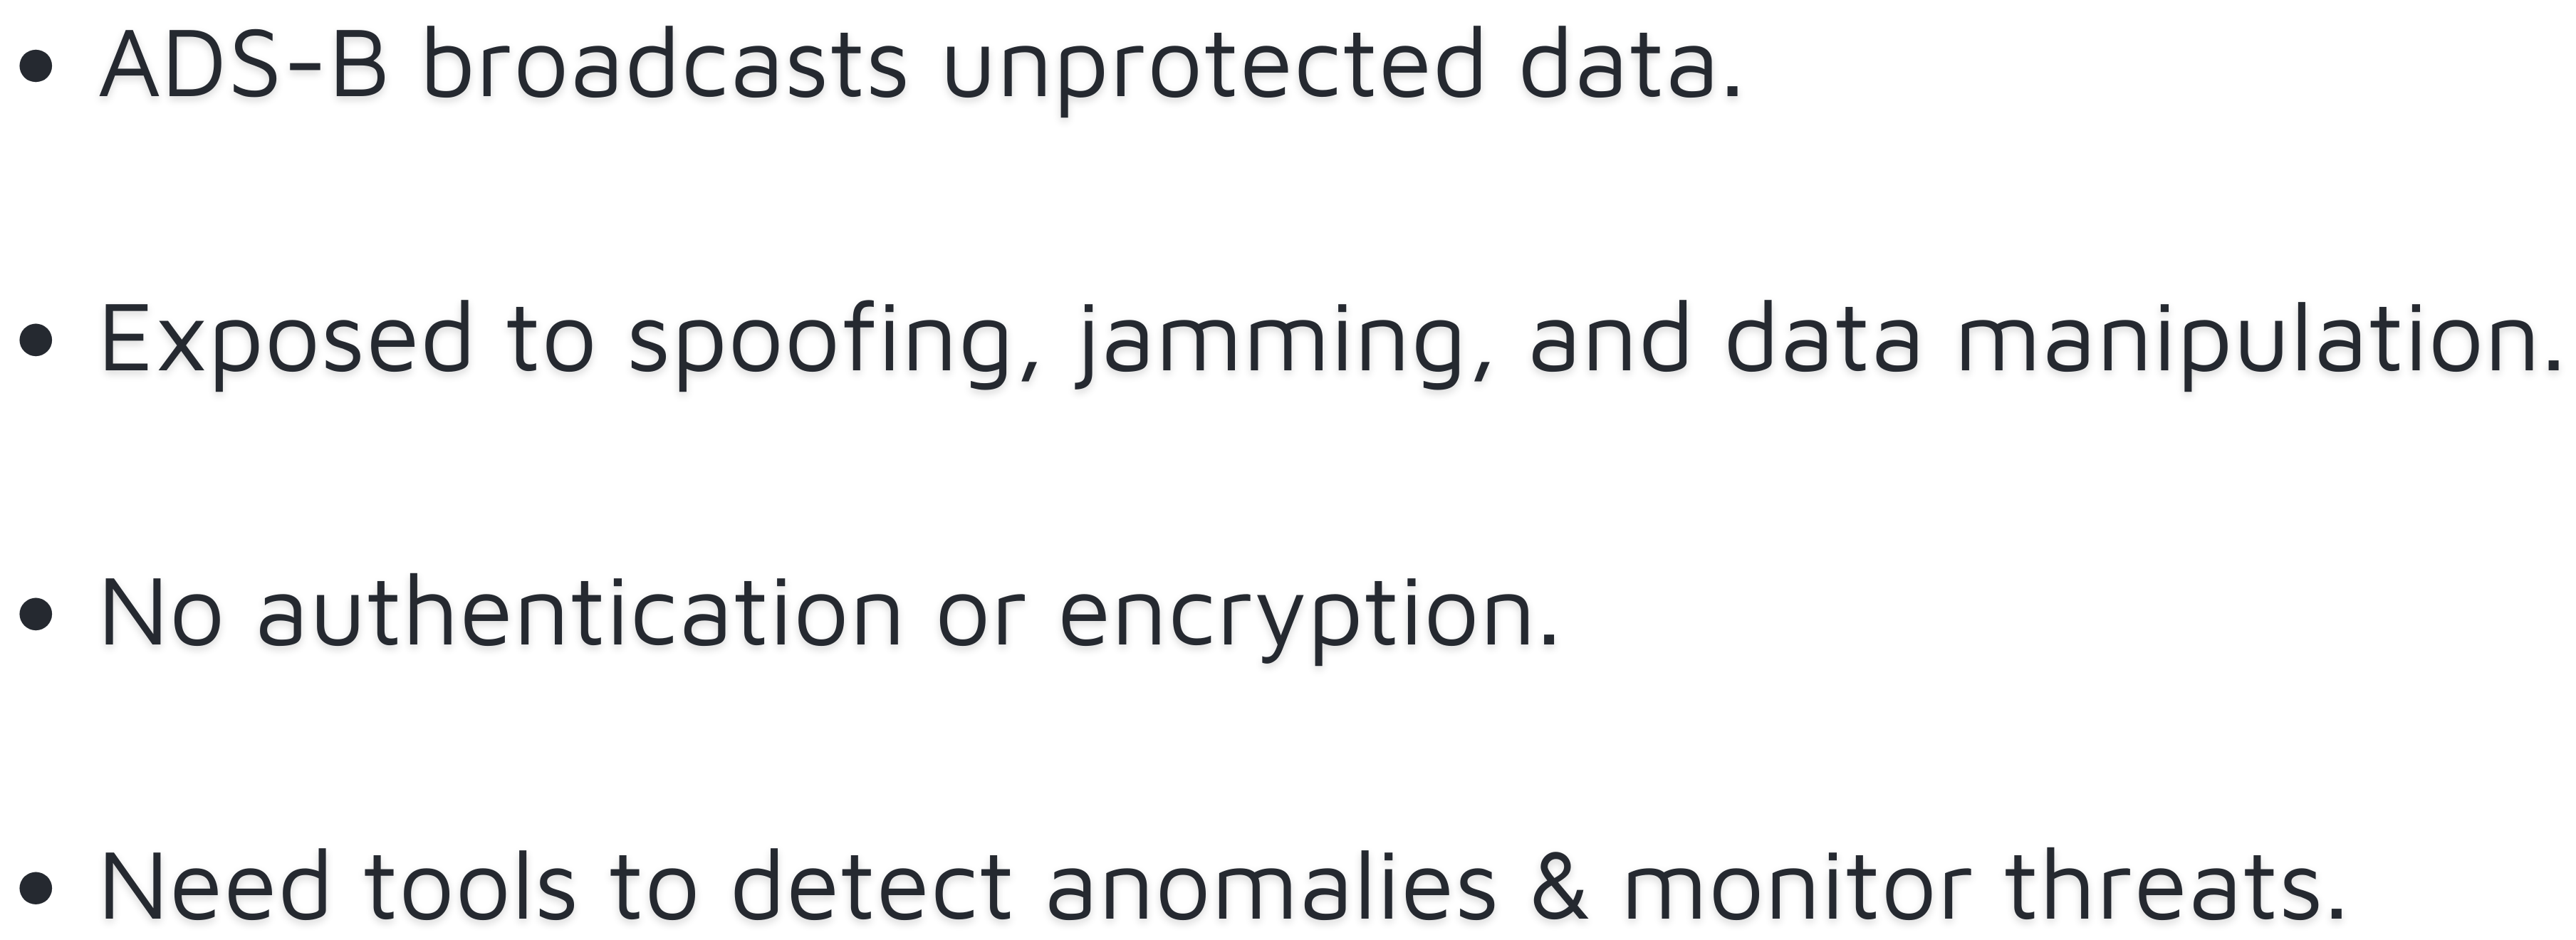 • ADS-B broadcasts unprotected data.
• Exposed to spoofing, jamming, and data manipulation.
• No authentication or encryption.
• Need tools to detect anomalies & monitor threats.